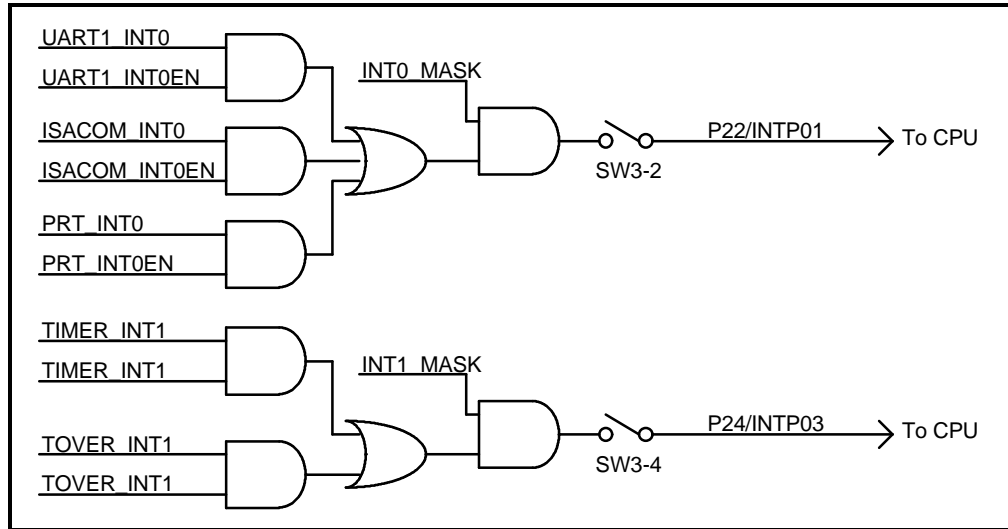 UART1_INT0
UART1_INT0EN
ISACOM_INT0
ISACOM_INT0EN
PRT_INT0
PRT_INT0EN
INT0_MASK
SW3-2
P22/INTP01
To CPU
TIMER_INT1
TIMER_INT1
TOVER_INT1
TOVER_INT1
INT1_MASK
SW3-4
P24/INTP03
To CPU